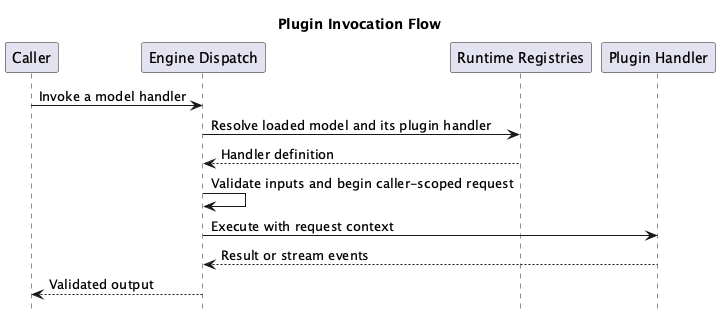 Plugin Invocation Flow
Caller
Engine Dispatch
Runtime Registries
Plugin Handler
Invoke a model handler
Resolve loaded model and its plugin handler
Handler definition
Validate inputs and begin caller-scoped request
Execute with request context
Result or stream events
Validated output